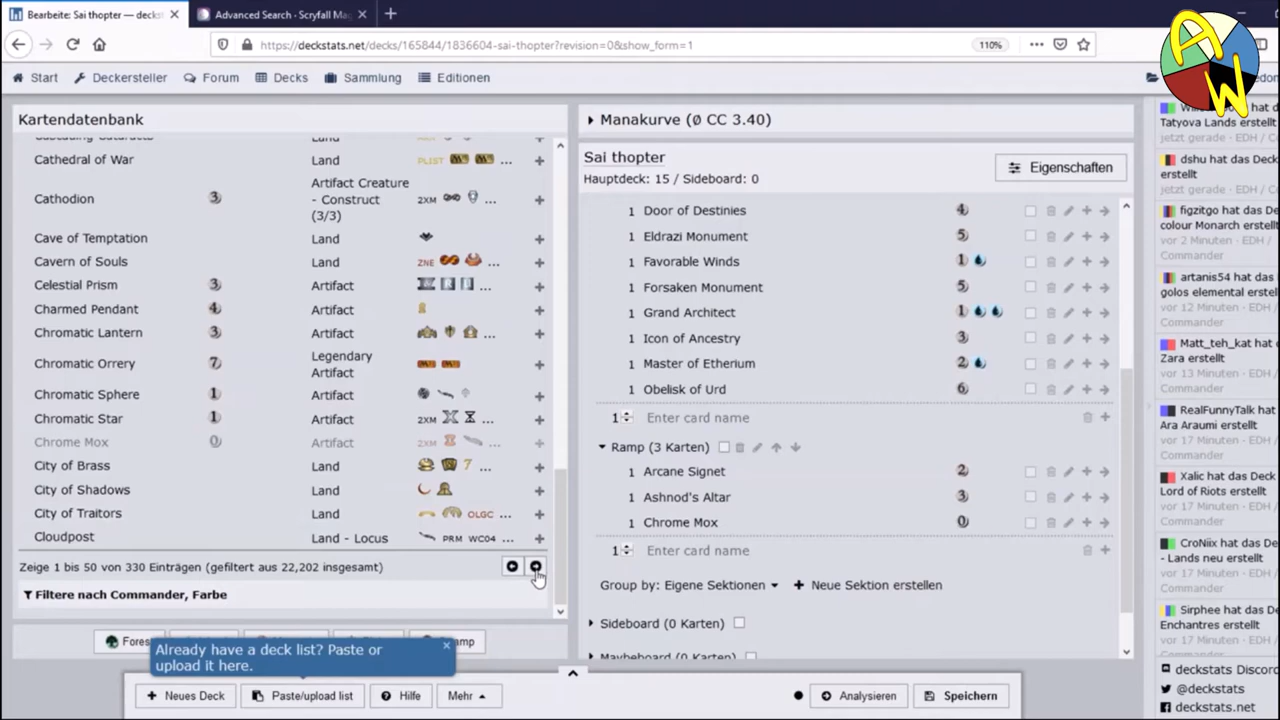 Bearbeite: Sai thopter — deckst
Advanced Search - Scryfall Ma
https://deckstats.net/decks/165844/1836604-sai-thopter?revision=0&show_form=1
110%
Start
Deckersteller
Forum
Decks
Sammlung
Editionen
AW
Kartendatenbank
Cathedral of War Land PLIST ...
Cathodion 3 Artifact Creature - Construct (3/3) 2XM ...
Cave of Temptation Land
Cavern of Souls Land ZNE ...
Celestial Prism 3 Artifact ...
Charmed Pendant 4 Artifact
Chromatic Lantern 3 Artifact ...
Chromatic Orrery 7 Legendary Artifact
Chromatic Sphere 1 Artifact ...
Chromatic Star 1 Artifact 2XM ...
Chrome Mox 0 Artifact 2XM ...
City of Brass Land 7 ...
City of Shadows Land
City of Traitors Land OLGC ...
Cloudpost Land - Locus PRM WC04 ...
Zeige 1 bis 50 von 330 Einträgen (gefiltert aus 22,202 insgesamt)
Filtere nach Commander, Farbe
Manakurve (Ø CC 3.40)
Sai thopter
Hauptdeck: 15 / Sideboard: 0
Eigenschaften
1 Door of Destinies 4
1 Eldrazi Monument 5
1 Favorable Winds 1
1 Forsaken Monument 5
1 Grand Architect 1
1 Icon of Ancestry 3
1 Master of Etherium 2
1 Obelisk of Urd 6
1 Enter card name
Ramp (3 Karten)
1 Arcane Signet 2
1 Ashnod's Altar 3
1 Chrome Mox 0
1 Enter card name
Group by: Eigene Sektionen
Neue Sektion erstellen
Sideboard (0 Karten)
Maybeboard (0 Karten)
Tatyova Lands erstellt
jetzt gerade - EDH /
Commander
dshu hat das Deck
erstellt
jetzt gerade - EDH / C
figzitgo hat das Deck
colour Monarch erstellt
vor 2 Minuten - EDH /
Commander
artanis54 hat das Deck
golos elemental erstellt
vor 12 Minuten - EDH /
Commander
Matt_teh_kat hat das D
Zara erstellt
vor 13 Minuten - EDH /
Commander
RealFunnyTalk hat das
Ara Araumi erstellt
vor 17 Minuten - EDH /
Commander
Xalic hat das Deck
Lord of Riots erstellt
vor 17 Minuten - EDH /
Commander
CroNiix hat das Deck
- Lands neu erstellt
vor 17 Minuten - EDH /
Commander
Sirphee hat das Deck
Enchantres erstellt
vor 17 Minuten - EDH /
Commander
deckstats Discord
@deckstats
deckstats.net
Already have a deck list? Paste or
upload it here.
Neues Deck
Paste/upload list
Hilfe
Mehr
Analysieren
Speichern